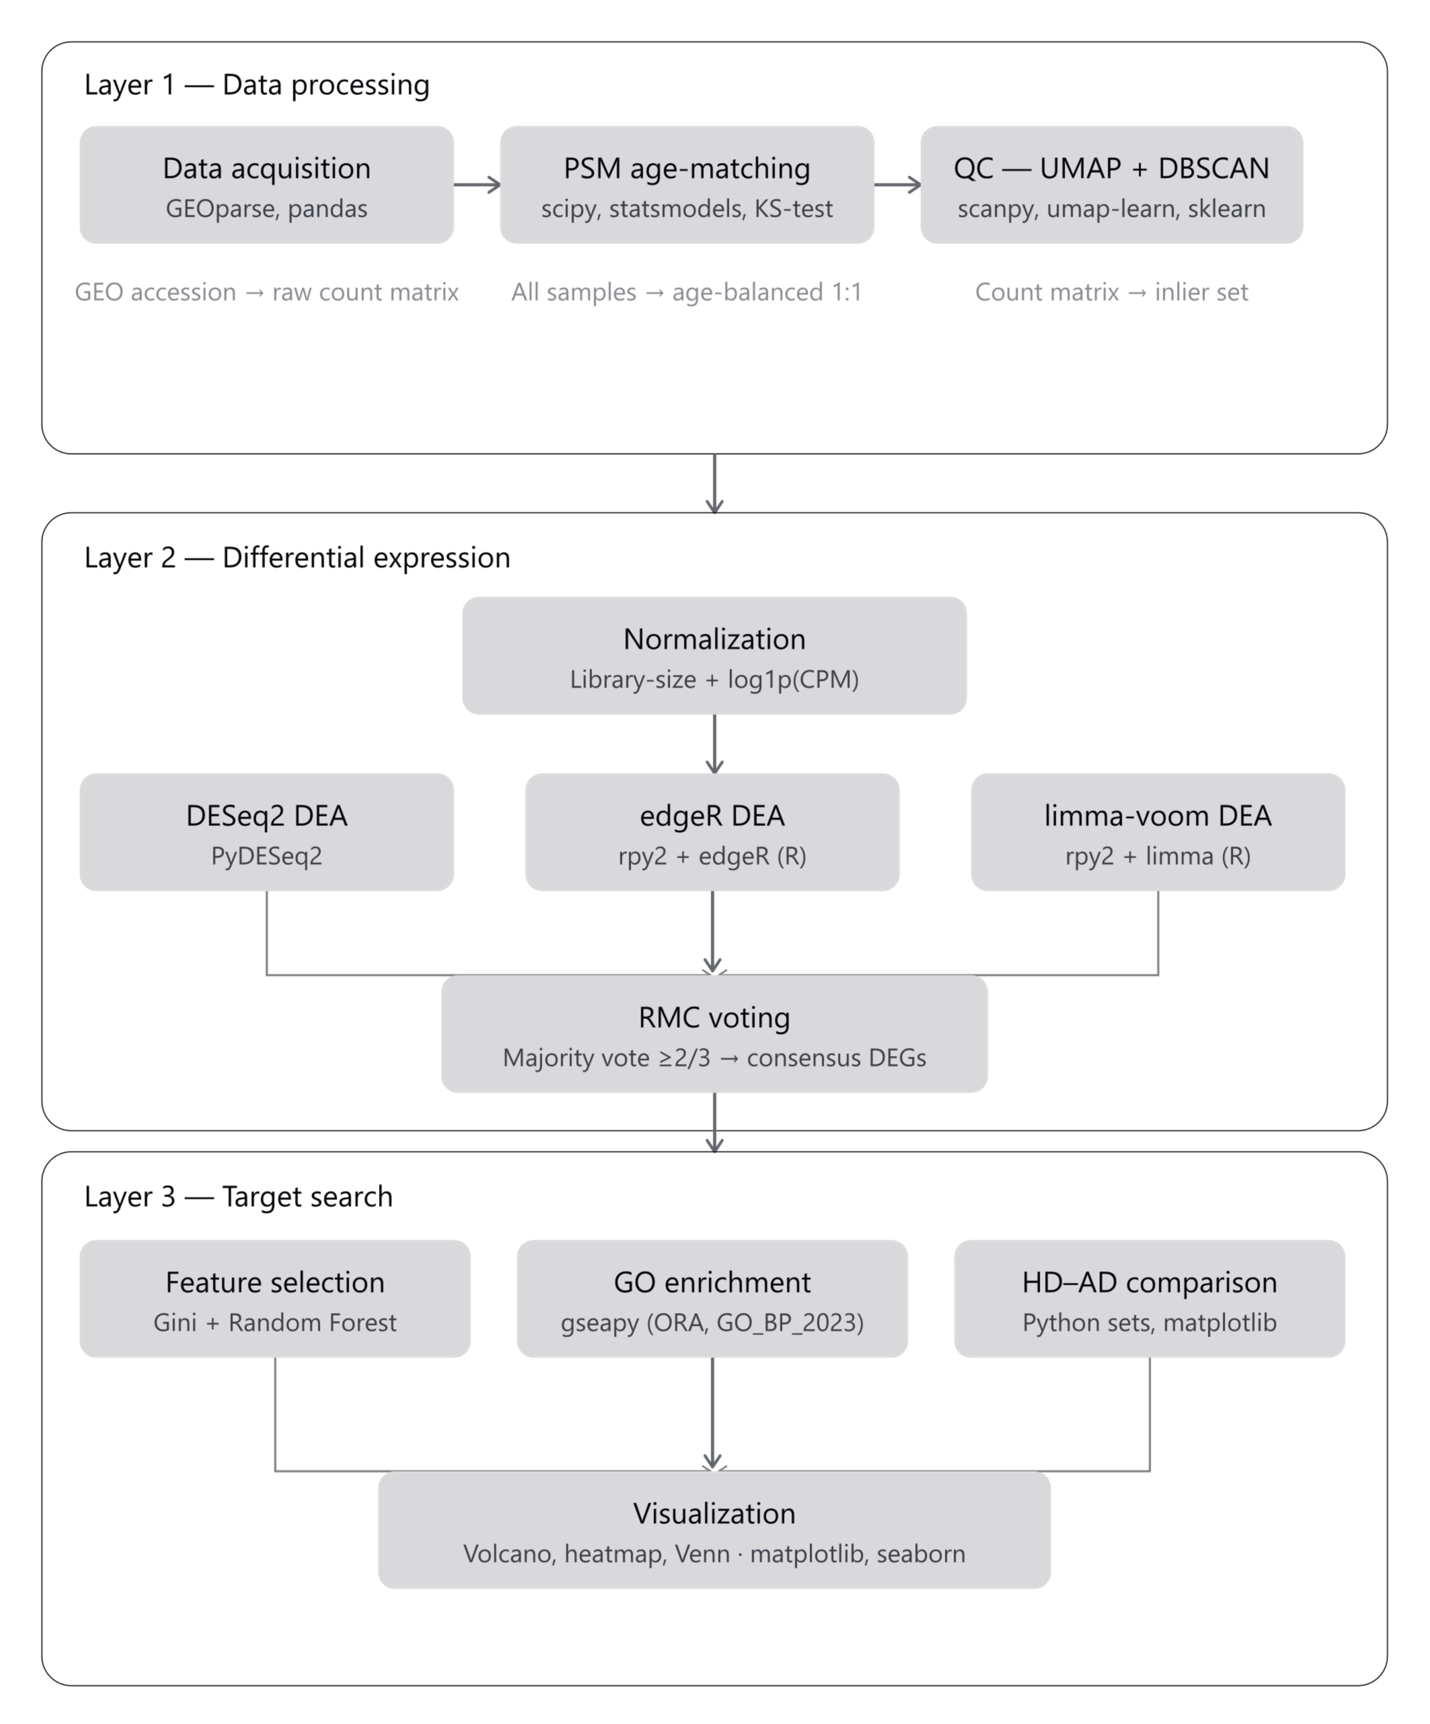 Layer 1 — Data processing
Data acquisition
GEOparse, pandas
PSM age-matching
scipy, statsmodels, KS-test
QC — UMAP + DBSCAN
scanpy, umap-learn, sklearn
GEO accession → raw count matrix
All samples → age-balanced 1:1
Count matrix → inlier set
Layer 2 — Differential expression
Normalization
Library-size + log1p(CPM)
DESeq2 DEA
PyDESeq2
edgeR DEA
rpy2 + edgeR (R)
limma-voom DEA
rpy2 + limma (R)
RMC voting
Majority vote ≥2/3 → consensus DEGs
Layer 3 — Target search
Feature selection
Gini + Random Forest
GO enrichment
gseapy (ORA, GO_BP_2023)
HD–AD comparison
Python sets, matplotlib
Visualization
Volcano, heatmap, Venn · matplotlib, seaborn